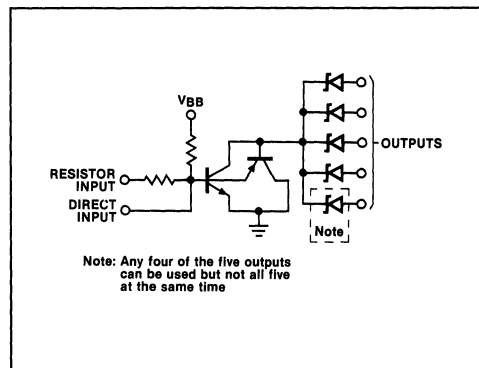 VBB
RESISTOR
INPUT
OUTPUTS
DIRECT
INPUT
Note
Note: Any four of the five outputs
can be used but not all five
at the same time